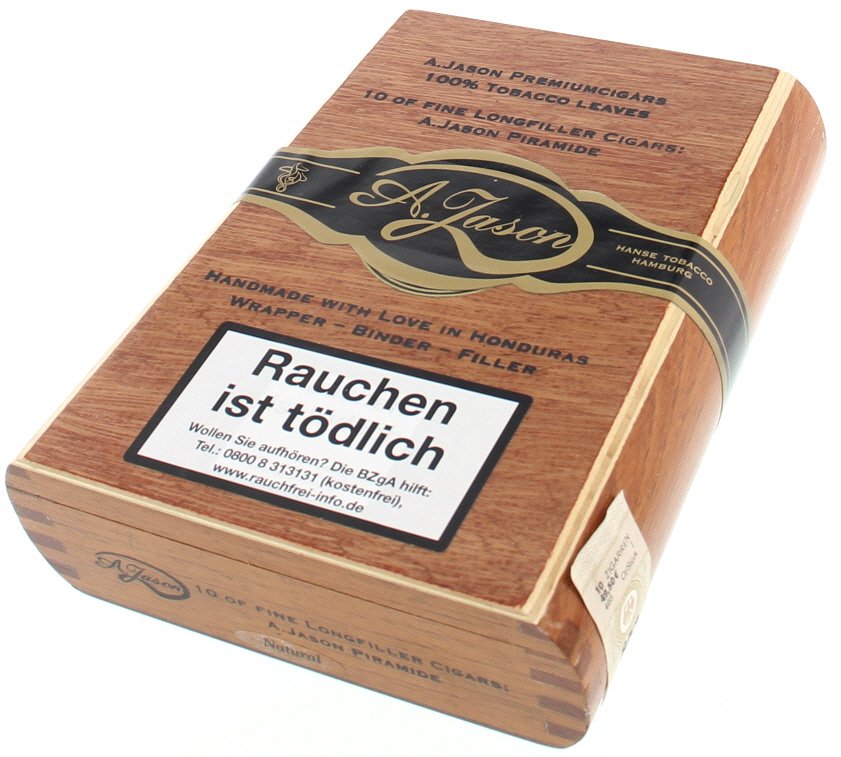 A.Jason Premiumcigars
100% Tobacco Leaves
10 of fine Longfiller Cigars:
A.Jason Piramide
A.Jason
Hanse Tobacco
Hamburg
Handmade with Love in Honduras
Wrapper – Binder – Filler
Rauchen
ist tödlich
Wollen Sie aufhören? Die BZgA hilft:
Tel.: 0800 8 313131 (kostenfrei),
www.rauchfrei-info.de
10 ZIGARREN
49,50 €
A.Jason
10 of fine Longfiller Cigars:
A.Jason Piramide
Natural